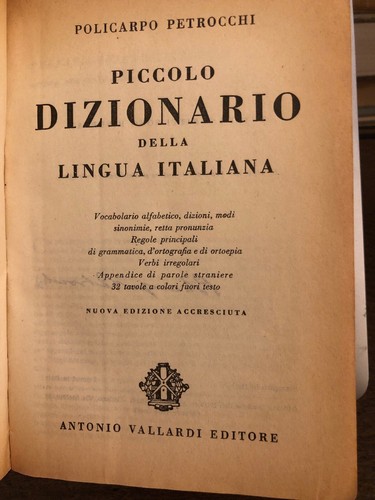 POLICARPO PETROCCHI
PICCOLO
DIZIONARIO
DELLA
LINGUA ITALIANA
Vocabolario alfabetico, dizioni, modi
sinonimie, retta pronunzia
Regole principali
di grammatica, d'ortografia e di ortoepia
Verbi irregolari
Appendice di parole straniere
32 tavole a colori fuori testo
NUOVA EDIZIONE ACCRESCIUTA
ANTONIO VALLARDI EDITORE